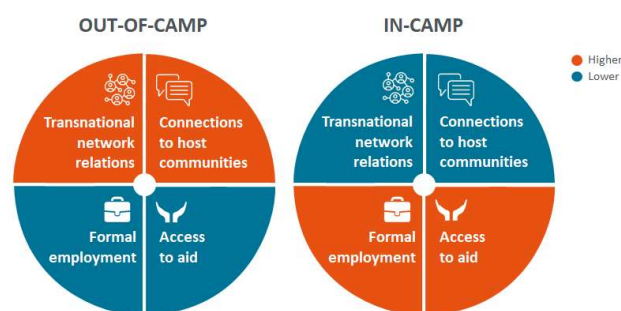 OUT-OF-CAMP
IN-CAMP
Higher
Lower
Transnational
network
relations
Connections
to host
communities
Formal
employment
Access
to aid
Transnational
network
relations
Connections
to host
communities
Formal
employment
Access
to aid